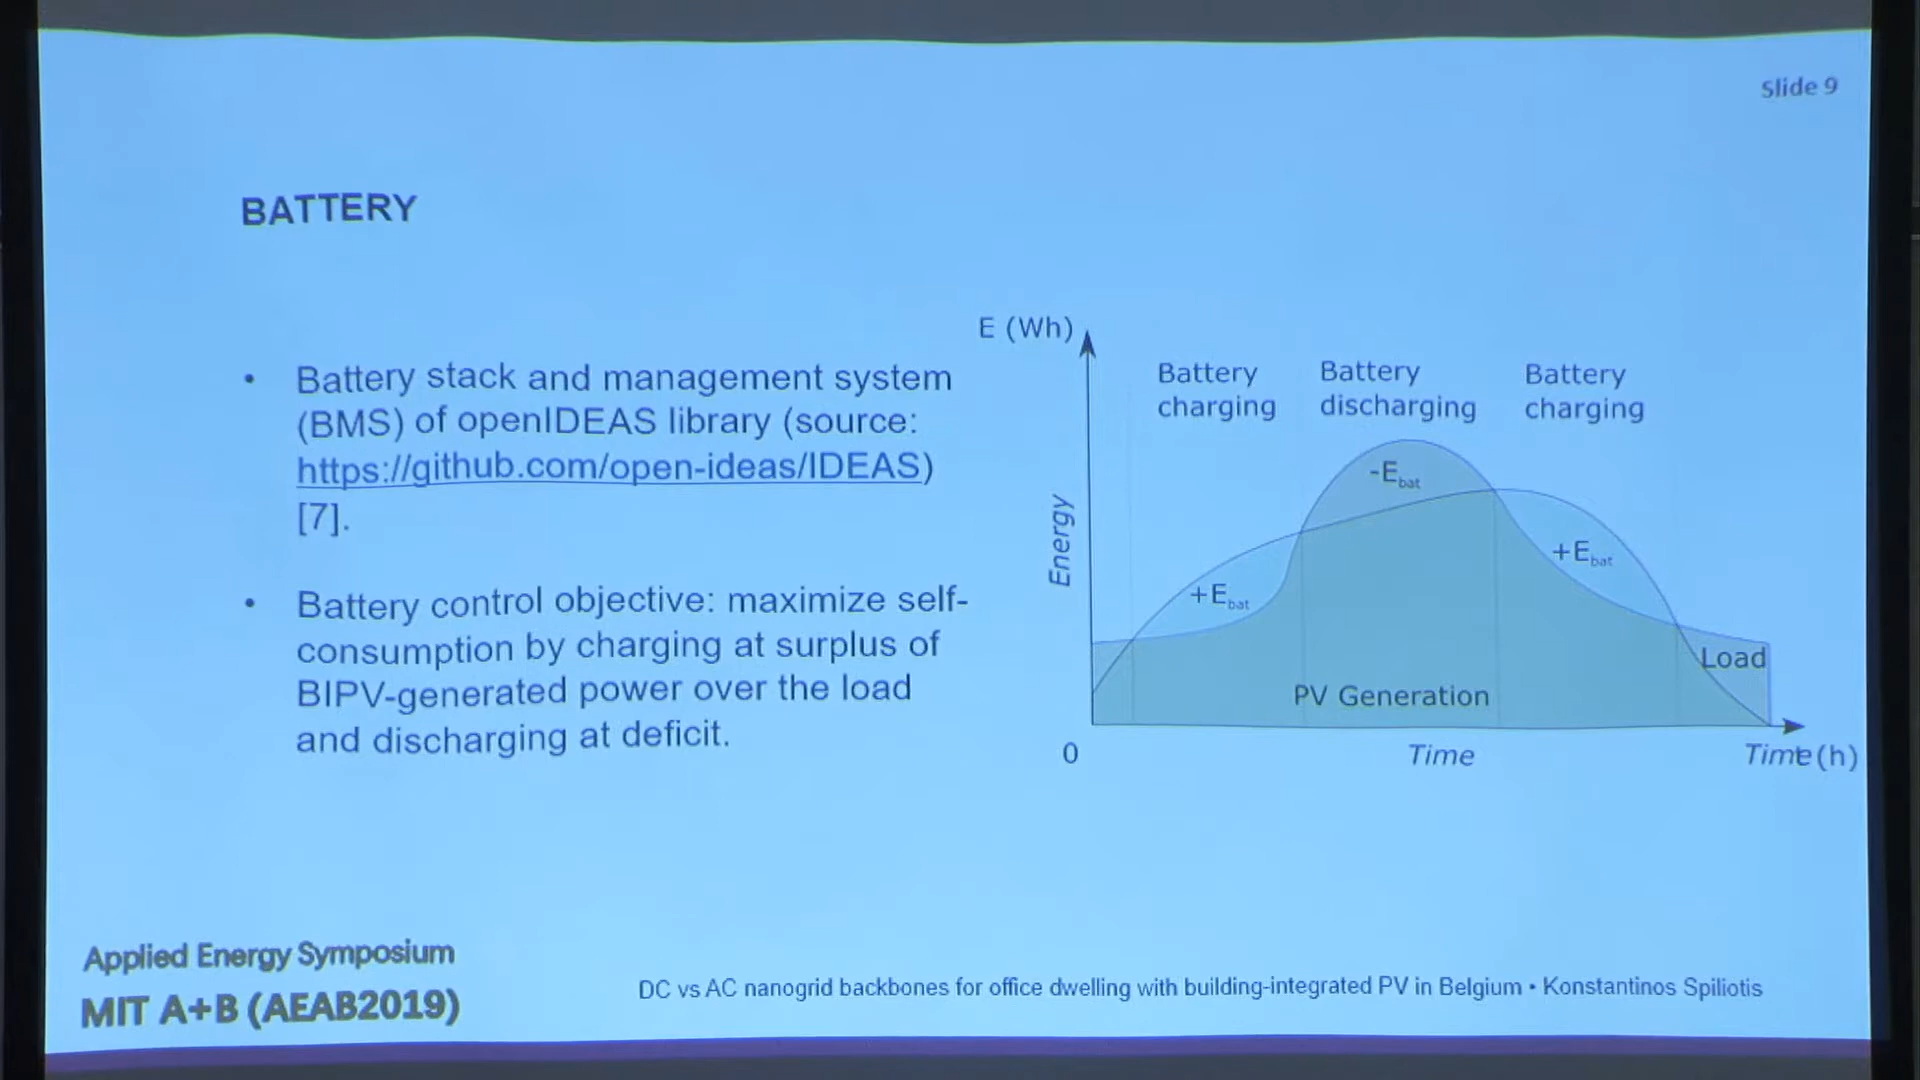 Slide 9
BATTERY
• Battery stack and management system
(BMS) of openIDEAS library (source:
https://github.com/open-ideas/IDEAS)
[7].
• Battery control objective: maximize self-
consumption by charging at surplus of
BIPV-generated power over the load
and discharging at deficit.
E (Wh)
Battery
charging
Battery
discharging
Battery
charging
Energy
-Ebat
+Ebat
+Ebat
Load
PV Generation
0
Time
Time (h)
Applied Energy Symposium
MIT A+B (AEAB2019)
DC vs AC nanogrid backbones for office dwelling with building-integrated PV in Belgium • Konstantinos Spiliotis